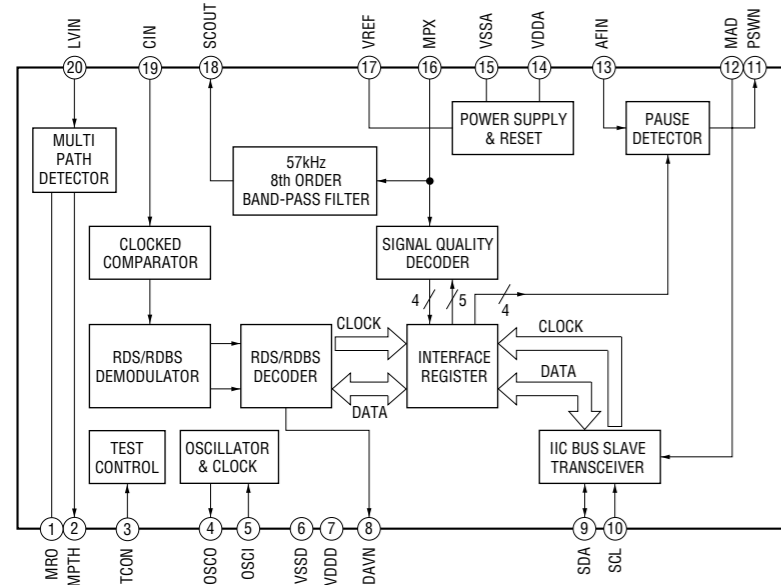 LVIN
CIN
SCOUT
VREF
MPX
VSSA
VDDA
AFIN
MAD
PSWN
20
19
18
17
16
15
14
13
12
11
MULTI
PATH
DETECTOR
57kHz
8th ORDER
BAND-PASS FILTER
POWER SUPPLY
& RESET
PAUSE
DETECTOR
CLOCKED
COMPARATOR
SIGNAL QUALITY
DECODER
4
5
4
RDS/RDBS
DEMODULATOR
RDS/RDBS
DECODER
CLOCK
DATA
INTERFACE
REGISTER
CLOCK
DATA
TEST
CONTROL
OSCILLATOR
& CLOCK
IIC BUS SLAVE
TRANSCEIVER
1
2
3
4
5
6
7
8
9
10
MRO
MPTH
TCON
OSCO
OSCI
VSSD
VDDD
DAVN
SDA
SCL